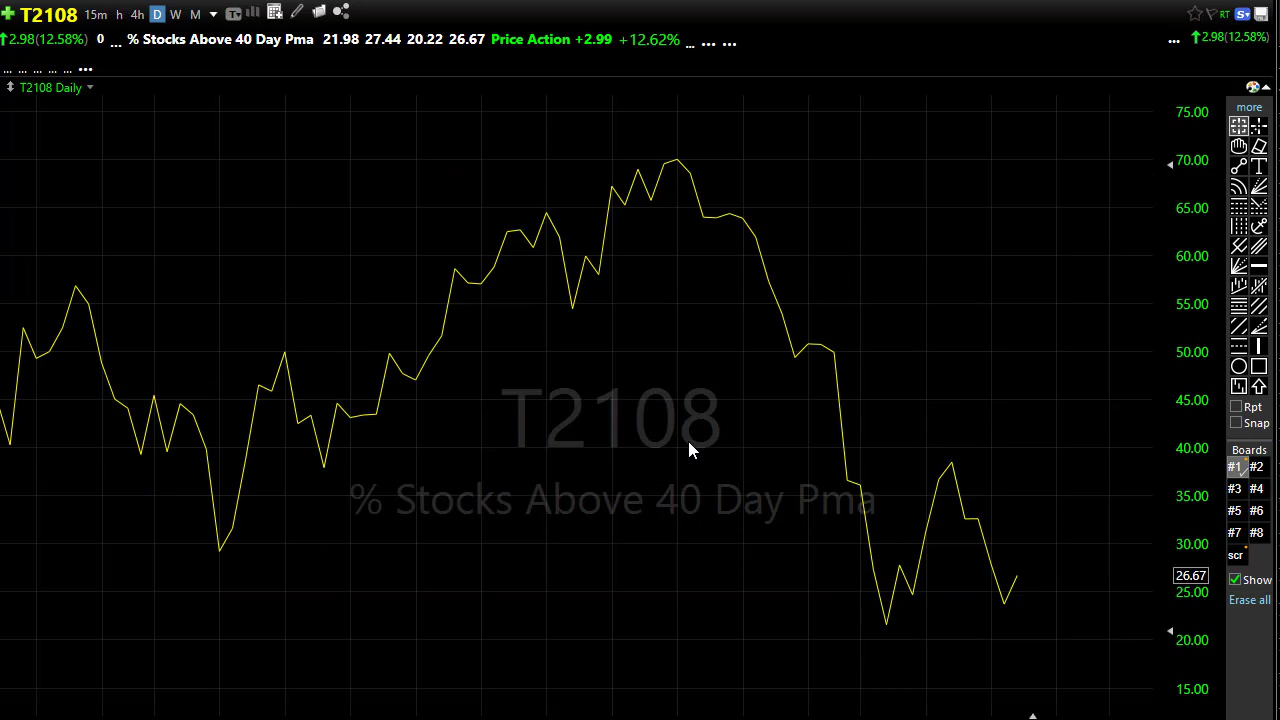 T2108 15m h 4h D W M T RT S
2.98(12.58%) 0 ... % Stocks Above 40 Day Pma 21.98 27.44 20.22 26.67 Price Action +2.99 +12.62% ... ... ... ... 2.98(12.58%)
... ... ... ... ... ...
T2108 Daily
more
75.00
70.00
65.00
60.00
55.00
50.00
45.00
40.00
35.00
30.00
26.67
25.00
20.00
15.00
T2108
% Stocks Above 40 Day Pma
T
Rpt
Snap
Boards
#1 #2
#3 #4
#5 #6
#7 #8
scr
Show
Erase all